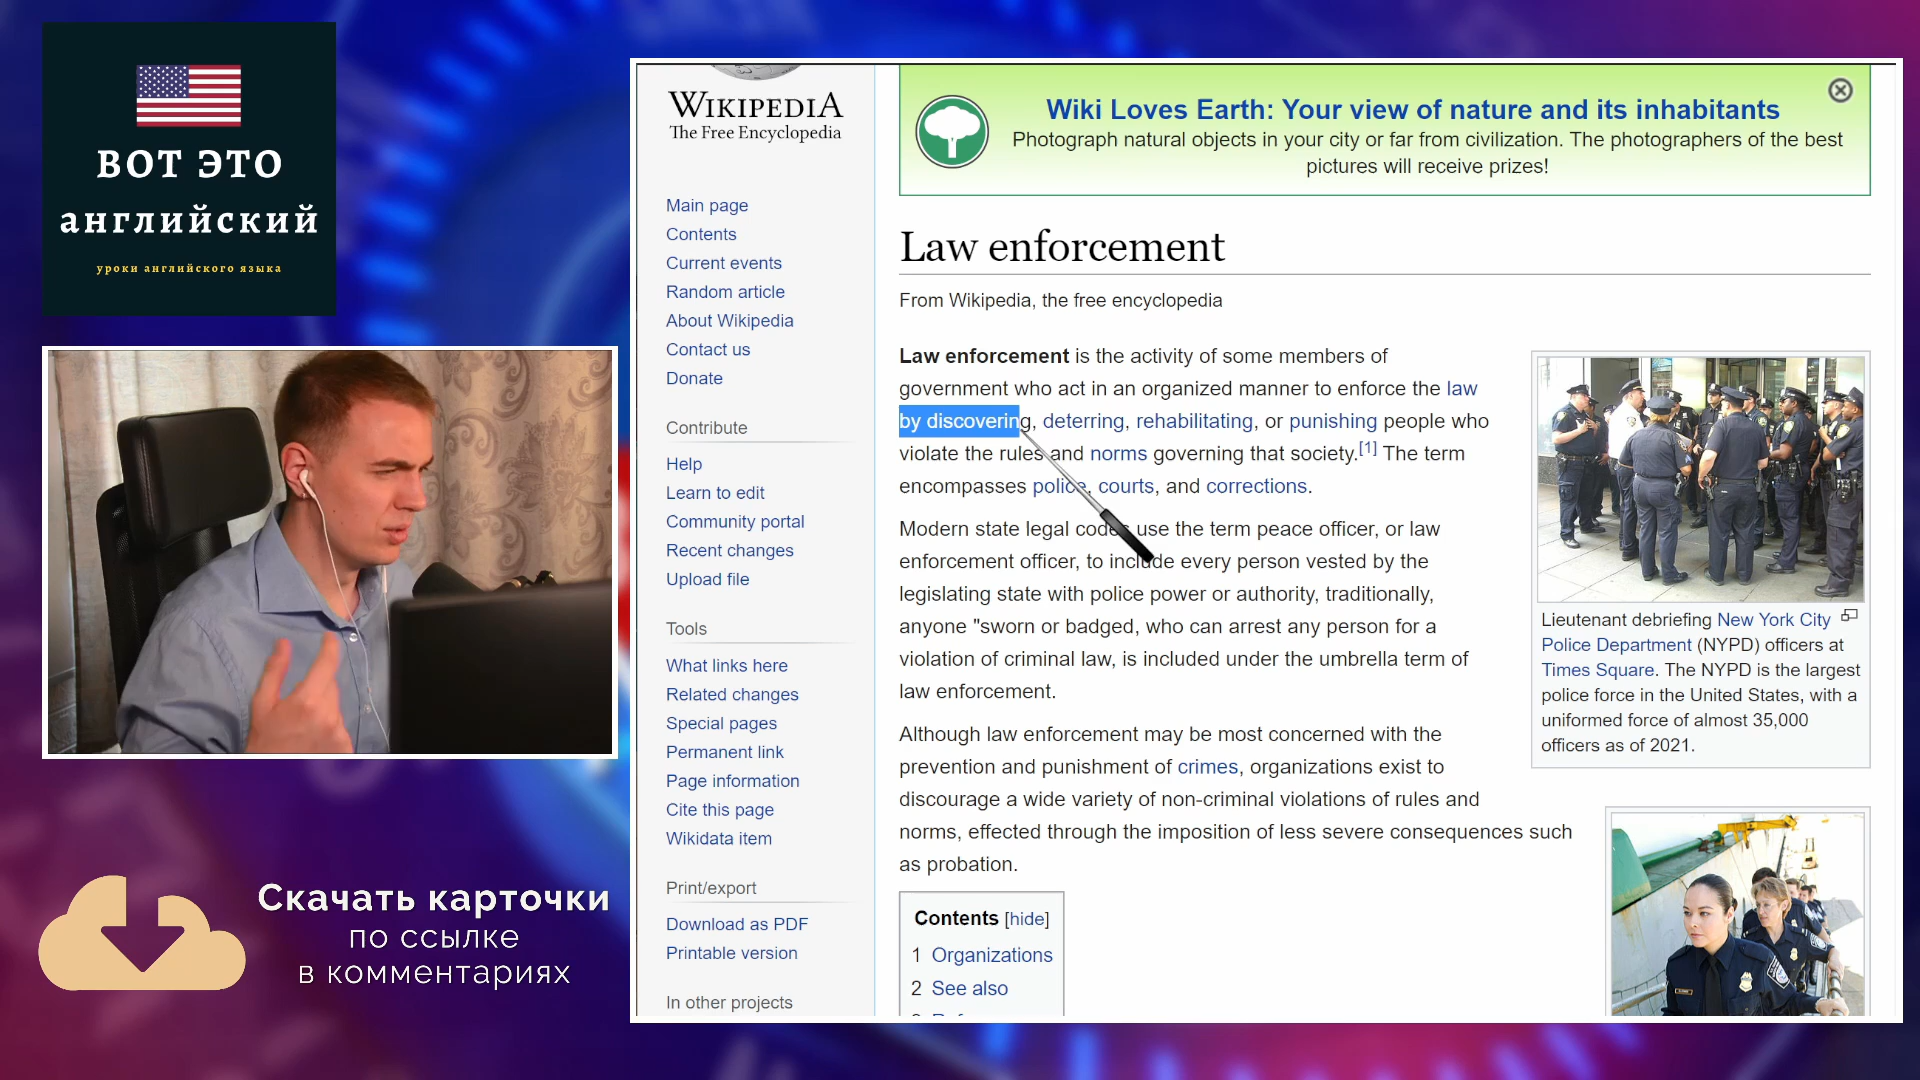 ВОТ ЭТО
английский
уроки английского языка
Скачать карточки
по ссылке
в комментариях
WIKIPEDIA
The Free Encyclopedia
Main page
Contents
Current events
Random article
About Wikipedia
Contact us
Donate
Contribute
Help
Learn to edit
Community portal
Recent changes
Upload file
Tools
What links here
Related changes
Special pages
Permanent link
Page information
Cite this page
Wikidata item
Print/export
Download as PDF
Printable version
In other projects
Wiki Loves Earth: Your view of nature and its inhabitants
Photograph natural objects in your city or far from civilization. The photographers of the best
pictures will receive prizes!
Law enforcement
From Wikipedia, the free encyclopedia
Law enforcement is the activity of some members of
government who act in an organized manner to enforce the law
by discovering, deterring, rehabilitating, or punishing people who
violate the rules and norms governing that society.[1] The term
encompasses police, courts, and corrections.
Modern state legal codes use the term peace officer, or law
enforcement officer, to include every person vested by the
legislating state with police power or authority, traditionally,
anyone "sworn or badged, who can arrest any person for a
violation of criminal law, is included under the umbrella term of
law enforcement.
Although law enforcement may be most concerned with the
prevention and punishment of crimes, organizations exist to
discourage a wide variety of non-criminal violations of rules and
norms, effected through the imposition of less severe consequences such
as probation.
Contents [hide]
1 Organizations
2 See also
Lieutenant debriefing New York City
Police Department (NYPD) officers at
Times Square. The NYPD is the largest
police force in the United States, with a
uniformed force of almost 35,000
officers as of 2021.